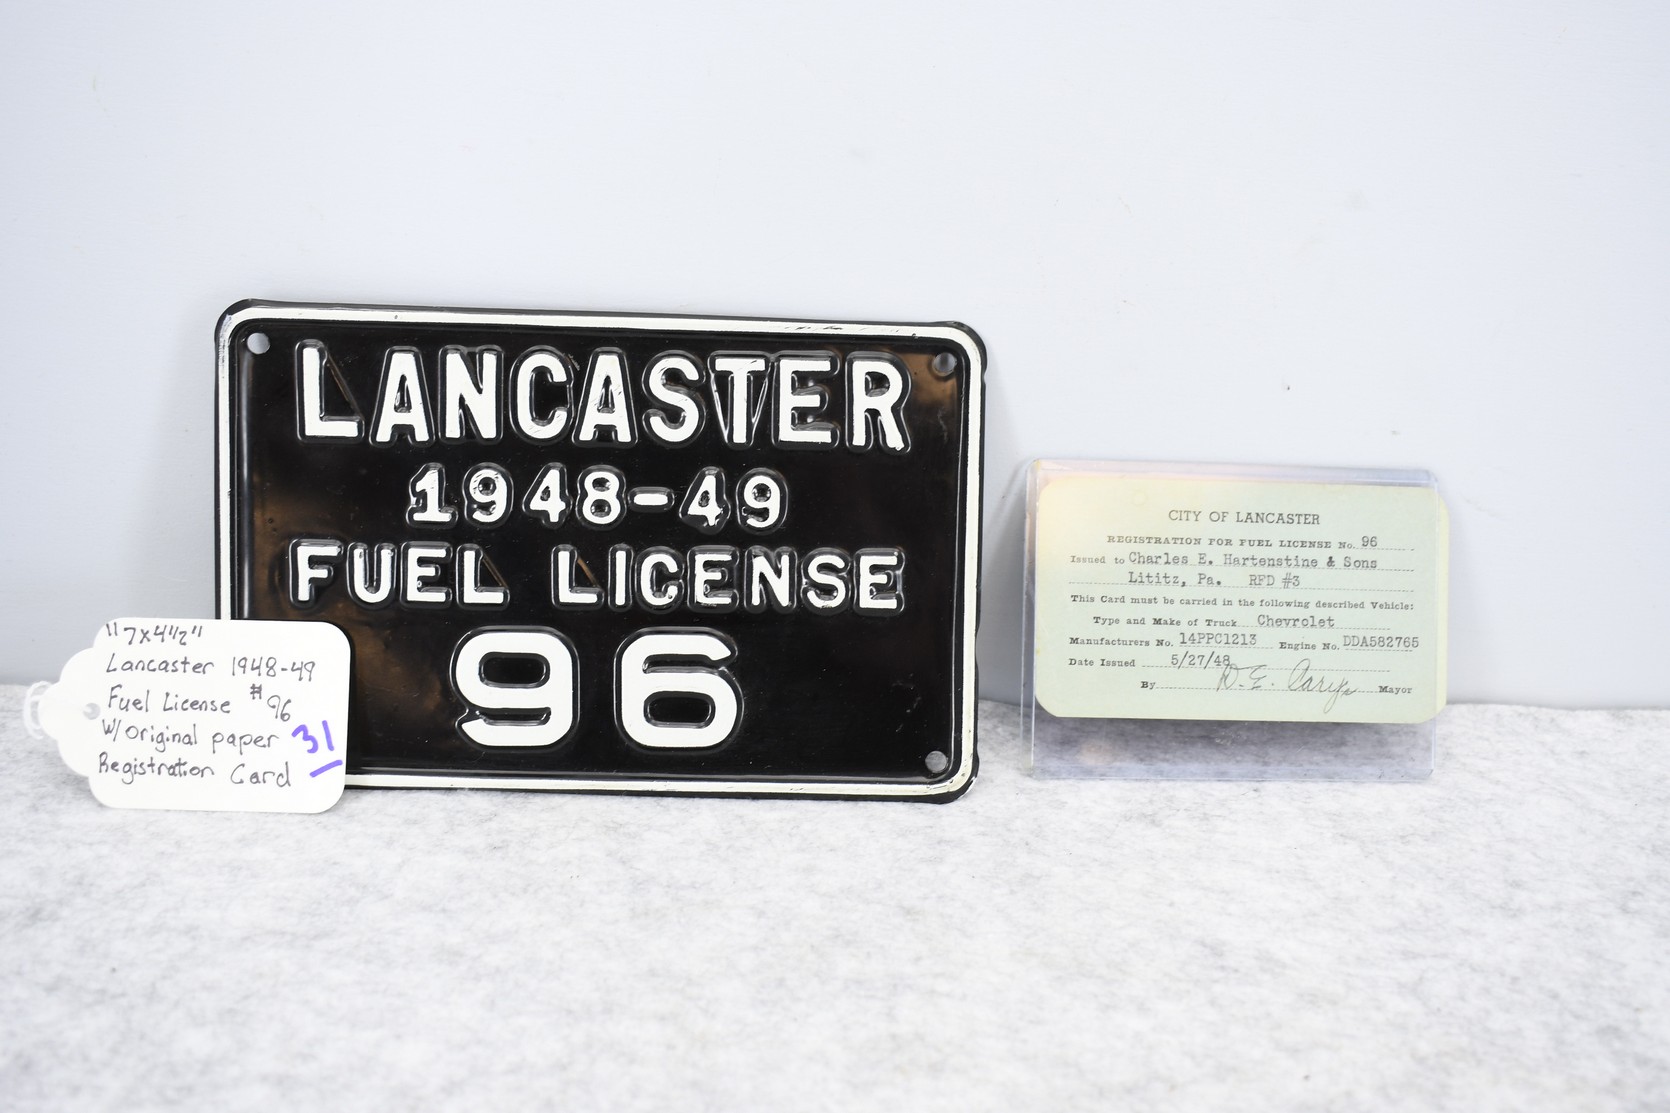 LANCASTER
1948-49
FUEL LICENSE
96
"7x4½"
Lancaster 1948-49
Fuel License #96
W/original paper
Registration Card
31
CITY OF LANCASTER
REGISTRATION FOR FUEL LICENSE No. 96
Issued to Charles E. Hartenstine & Sons
Lititz, Pa. RFD #3
This Card must be carried in the following described Vehicle:
Type and Make of Truck Chevrolet
Manufacturers No. 14PPC1213 Engine No. DDA582765
Date Issued 5/27/48
By D. E. Cary Mayor